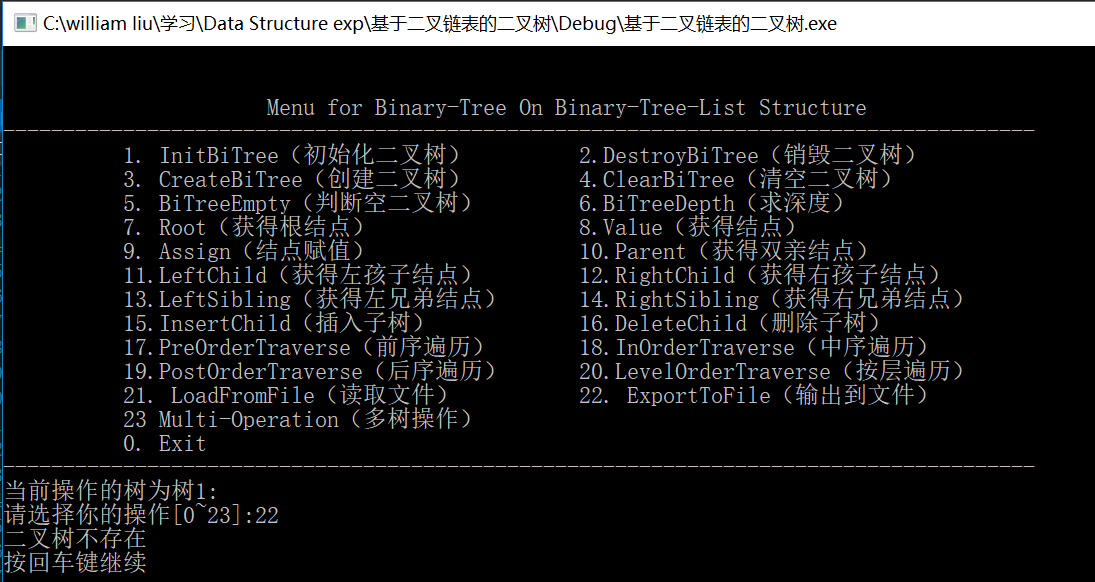 C:\william liu\学习\Data Structure exp\基于二叉链表的二叉树\Debug\基于二叉链表的二叉树.exe
Menu for Binary-Tree On Binary-Tree-List Structure
-------------------------------------------------------------------------------------
1. InitBiTree（初始化二叉树） 2.DestroyBiTree（销毁二叉树）
3. CreateBiTree（创建二叉树） 4.ClearBiTree（清空二叉树）
5. BiTreeEmpty（判断空二叉树） 6.BiTreeDepth（求深度）
7. Root（获得根结点） 8.Value（获得结点）
9. Assign（结点赋值） 10.Parent（获得双亲结点）
11.LeftChild（获得左孩子结点） 12.RightChild（获得右孩子结点）
13.LeftSibling（获得左兄弟结点） 14.RightSibling（获得右兄弟结点）
15.InsertChild（插入子树） 16.DeleteChild（删除子树）
17.PreOrderTraverse（前序遍历） 18.InOrderTraverse（中序遍历）
19.PostOrderTraverse（后序遍历） 20.LevelOrderTraverse（按层遍历）
21. LoadFromFile（读取文件） 22. ExportToFile（输出到文件）
23 Multi-Operation（多树操作）
0. Exit
-------------------------------------------------------------------------------------
当前操作的树为树1:
请选择你的操作[0~23]:22
二叉树不存在
按回车键继续